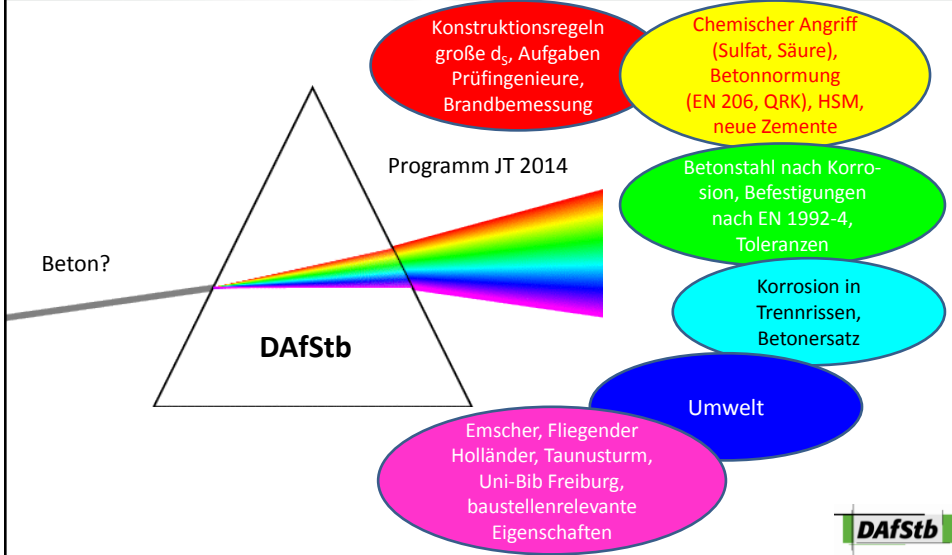 Konstruktionsregeln
große dₛ, Aufgaben
Prüfingenieure,
Brandbemessung
Chemischer Angriff
(Sulfat, Säure),
Betonnormung
(EN 206, QRK), HSM,
neue Zemente
Programm JT 2014
Betonstahl nach Korro-
sion, Befestigungen
nach EN 1992-4,
Toleranzen
Beton?
Korrosion in
Trennrissen,
Betonersatz
DAfStb
Umwelt
Emscher, Fliegender
Holländer, Taunusturm,
Uni-Bib Freiburg,
baustellenrelevante
Eigenschaften
DAfStb